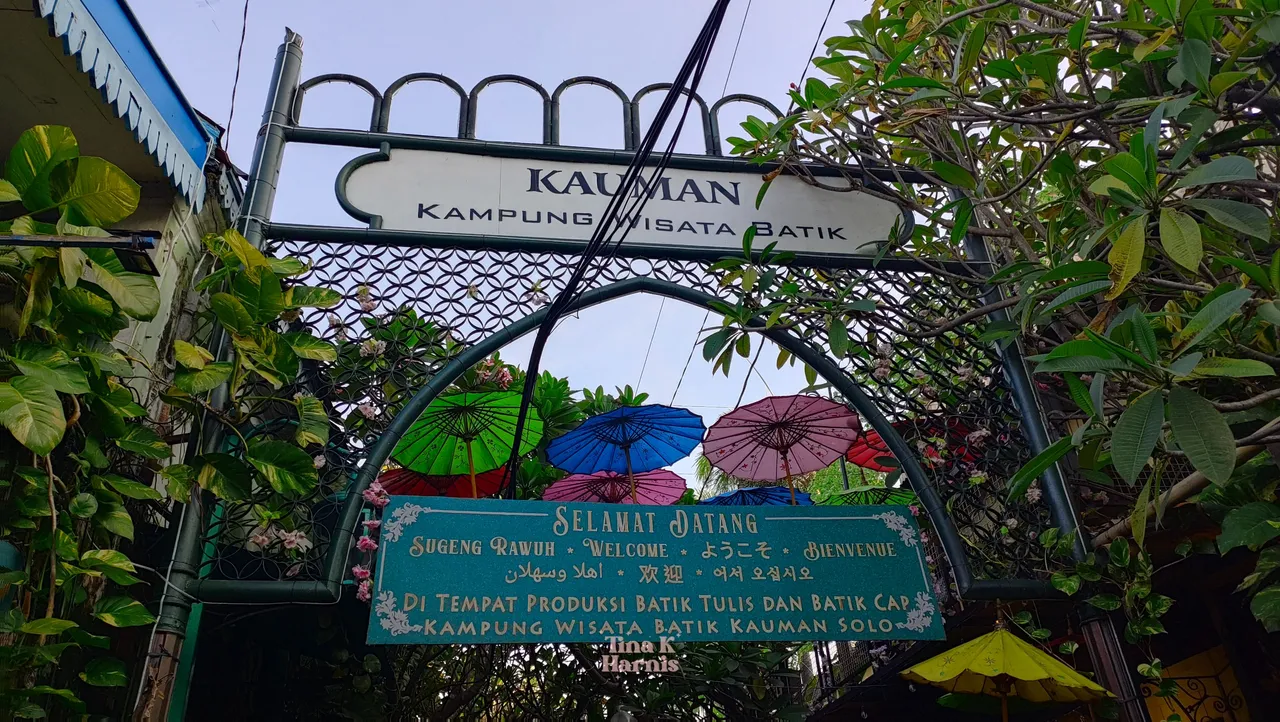 KAUMAN
KAMPUNG WISATA BATIK
SELAMAT DATANG
SUGENG RAWUH * WELCOME * ようこそ * BIENVENUE
اهلا وسهلان * 欢迎 * 어서 오십시오
DI TEMPAT PRODUKSI BATIK TULIS DAN BATIK CAP
KAMPUNG WISATA BATIK KAUMAN SOLO
Tina K
Harnis